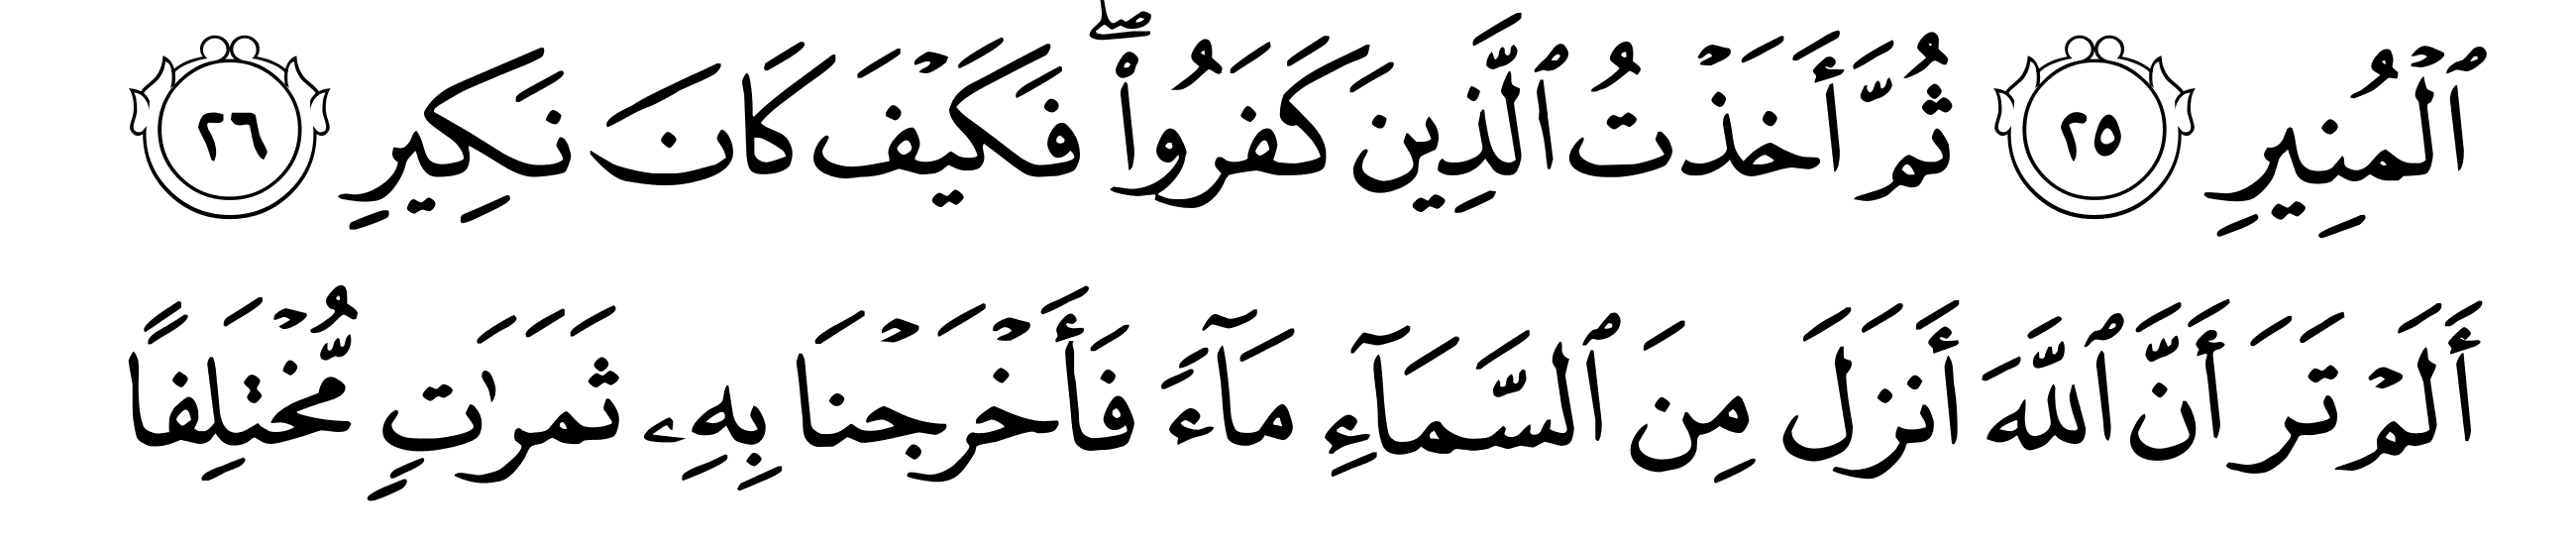 ٱلْمُنِيرِ ٢٥ ثُمَّ أَخَذْتُ ٱلَّذِينَ كَفَرُوا۟ ۖ فَكَيْفَ كَانَ نَكِيرِ ٢٦
أَلَمْ تَرَ أَنَّ ٱللَّهَ أَنزَلَ مِنَ ٱلسَّمَآءِ مَآءً فَأَخْرَجْنَا بِهِۦ ثَمَرَٰتٍ مُّخْتَلِفًا